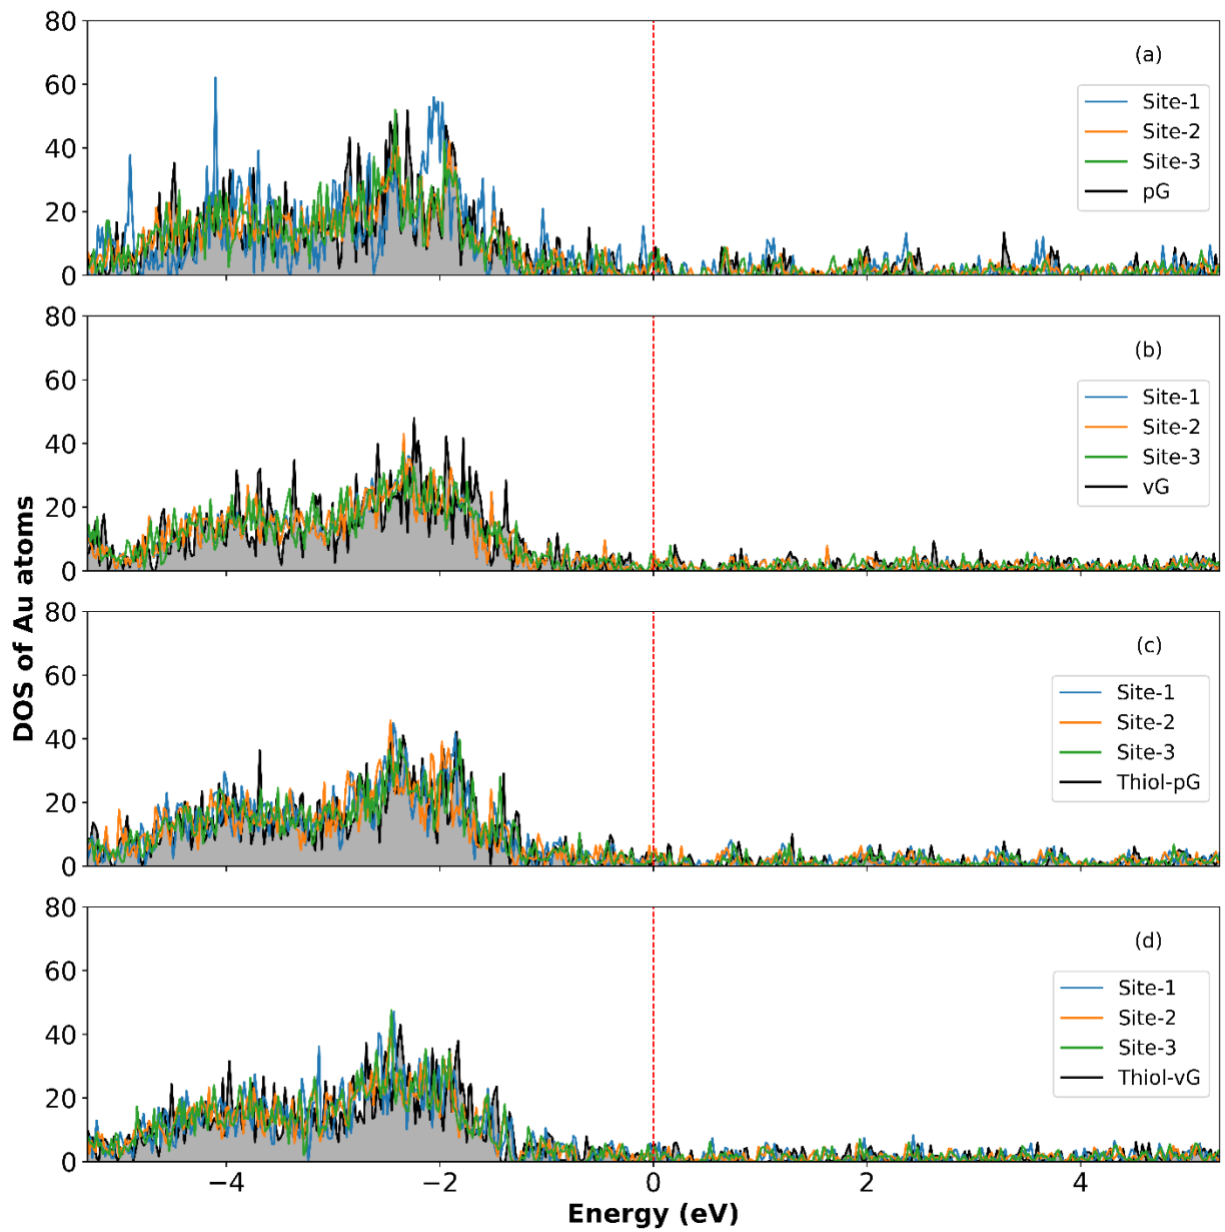 DOS of Au atoms
80
60
40
20
0
(a)
Site-1
Site-2
Site-3
pG
80
60
40
20
0
(b)
Site-1
Site-2
Site-3
vG
80
60
40
20
0
(c)
Site-1
Site-2
Site-3
Thiol-pG
80
60
40
20
0
(d)
Site-1
Site-2
Site-3
Thiol-vG
−4 −2 0 2 4
Energy (eV)